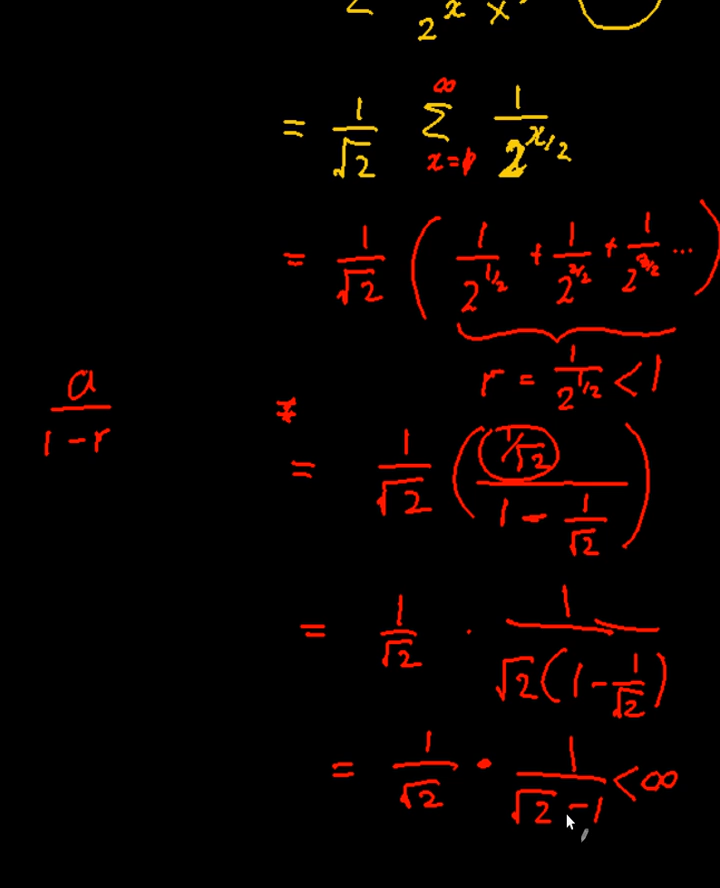 2^x x
= 1/√2 ∑_{x=1}^{∞} 1/2^{x/2}
= 1/√2 ( 1/2^{1/2} + 1/2^{2/2} + 1/2^{3/2} ... )
r = 1/2^{1/2} < 1
a/(1-r)
= 1/√2 ( (1/√2) / (1 - 1/√2) )
= 1/√2 · 1/(√2(1 - 1/√2))
= 1/√2 • 1/(√2 - 1) < ∞